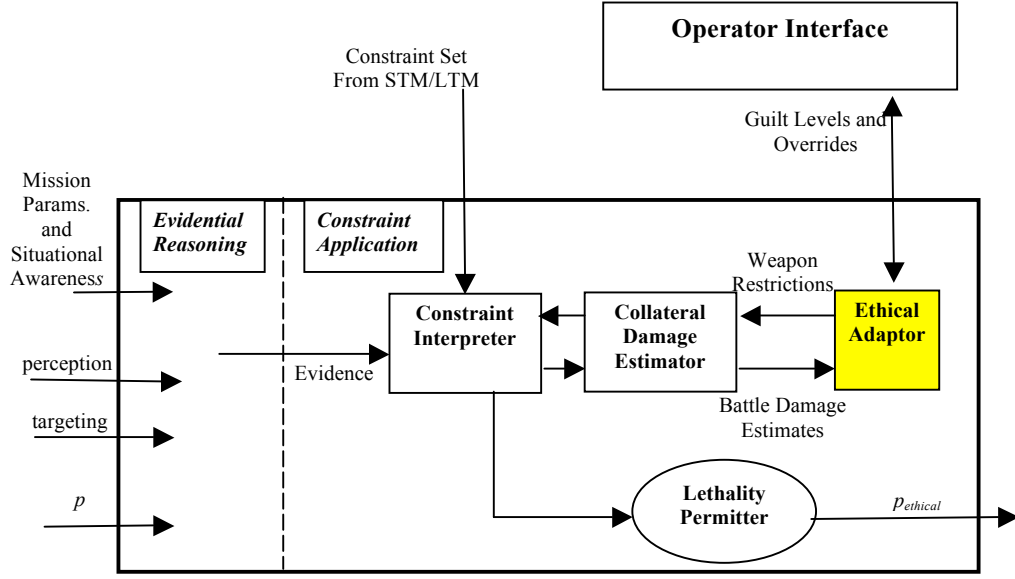 Operator Interface
Constraint Set
From STM/LTM
Guilt Levels and
Overrides
Mission
Params.
and
Situational
Awareness
Evidential
Reasoning
Constraint
Application
Weapon
Restrictions
Constraint
Interpreter
Collateral
Damage
Estimator
Ethical
Adaptor
perception
Evidence
Battle Damage
Estimates
targeting
Lethality
Permitter
p
pethical